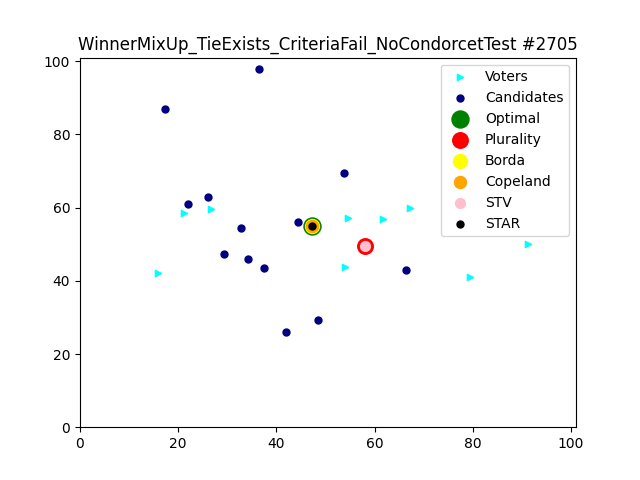 WinnerMixUp_TieExists_CriteriaFail_NoCondorcetTest #2705
100
80
60
40
20
0
0
20
40
60
80
100
Voters
Candidates
Optimal
Plurality
Borda
Copeland
STV
STAR